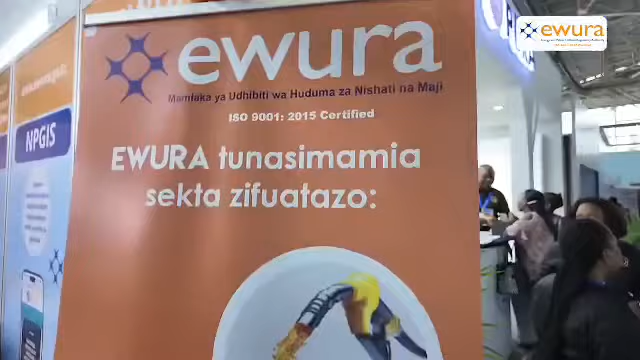 ewura
Mamlaka ya Udhibiti wa Huduma za Nishati na Maji
ISO 9001: 2015 Certified
EWURA tunasimamia
sekta zifuatazo:
NPGIS
ewura